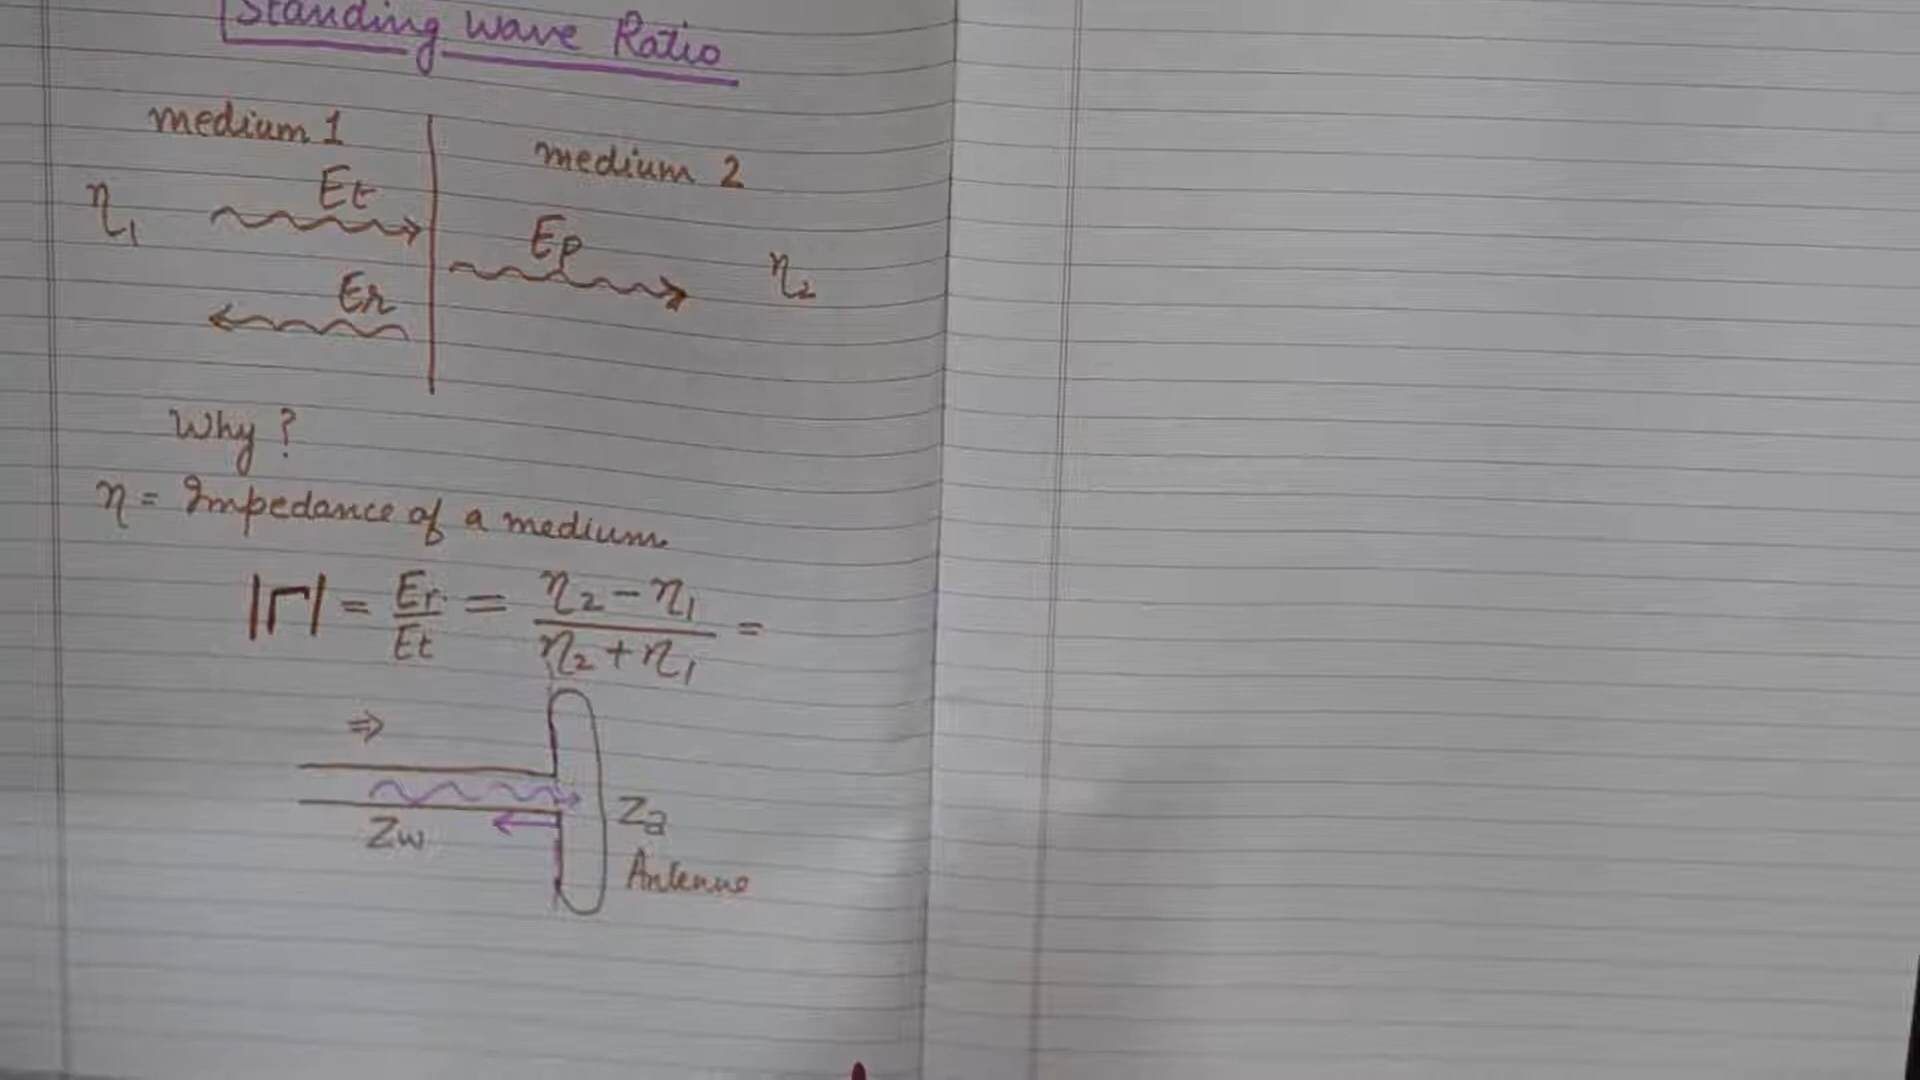 Standing wave Ratio
medium 1
medium 2
η₁
Et
Ep
η₂
Er
Why?
η = Impedance of a medium
|Γ| = Er/Et = (η₂ - η₁)/(η₂ + η₁) =
⇒
Zw
Za
Antenna